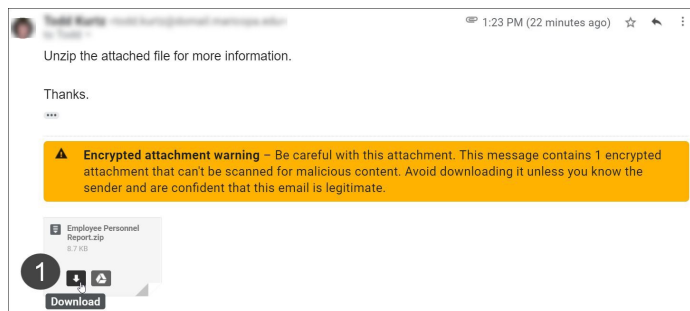 1:23 PM (22 minutes ago)
Unzip the attached file for more information.
Thanks.
Encrypted attachment warning – Be careful with this attachment. This message contains 1 encrypted
attachment that can't be scanned for malicious content. Avoid downloading it unless you know the
sender and are confident that this email is legitimate.
Employee Personnel
Report.zip
8.7 KB
1
Download